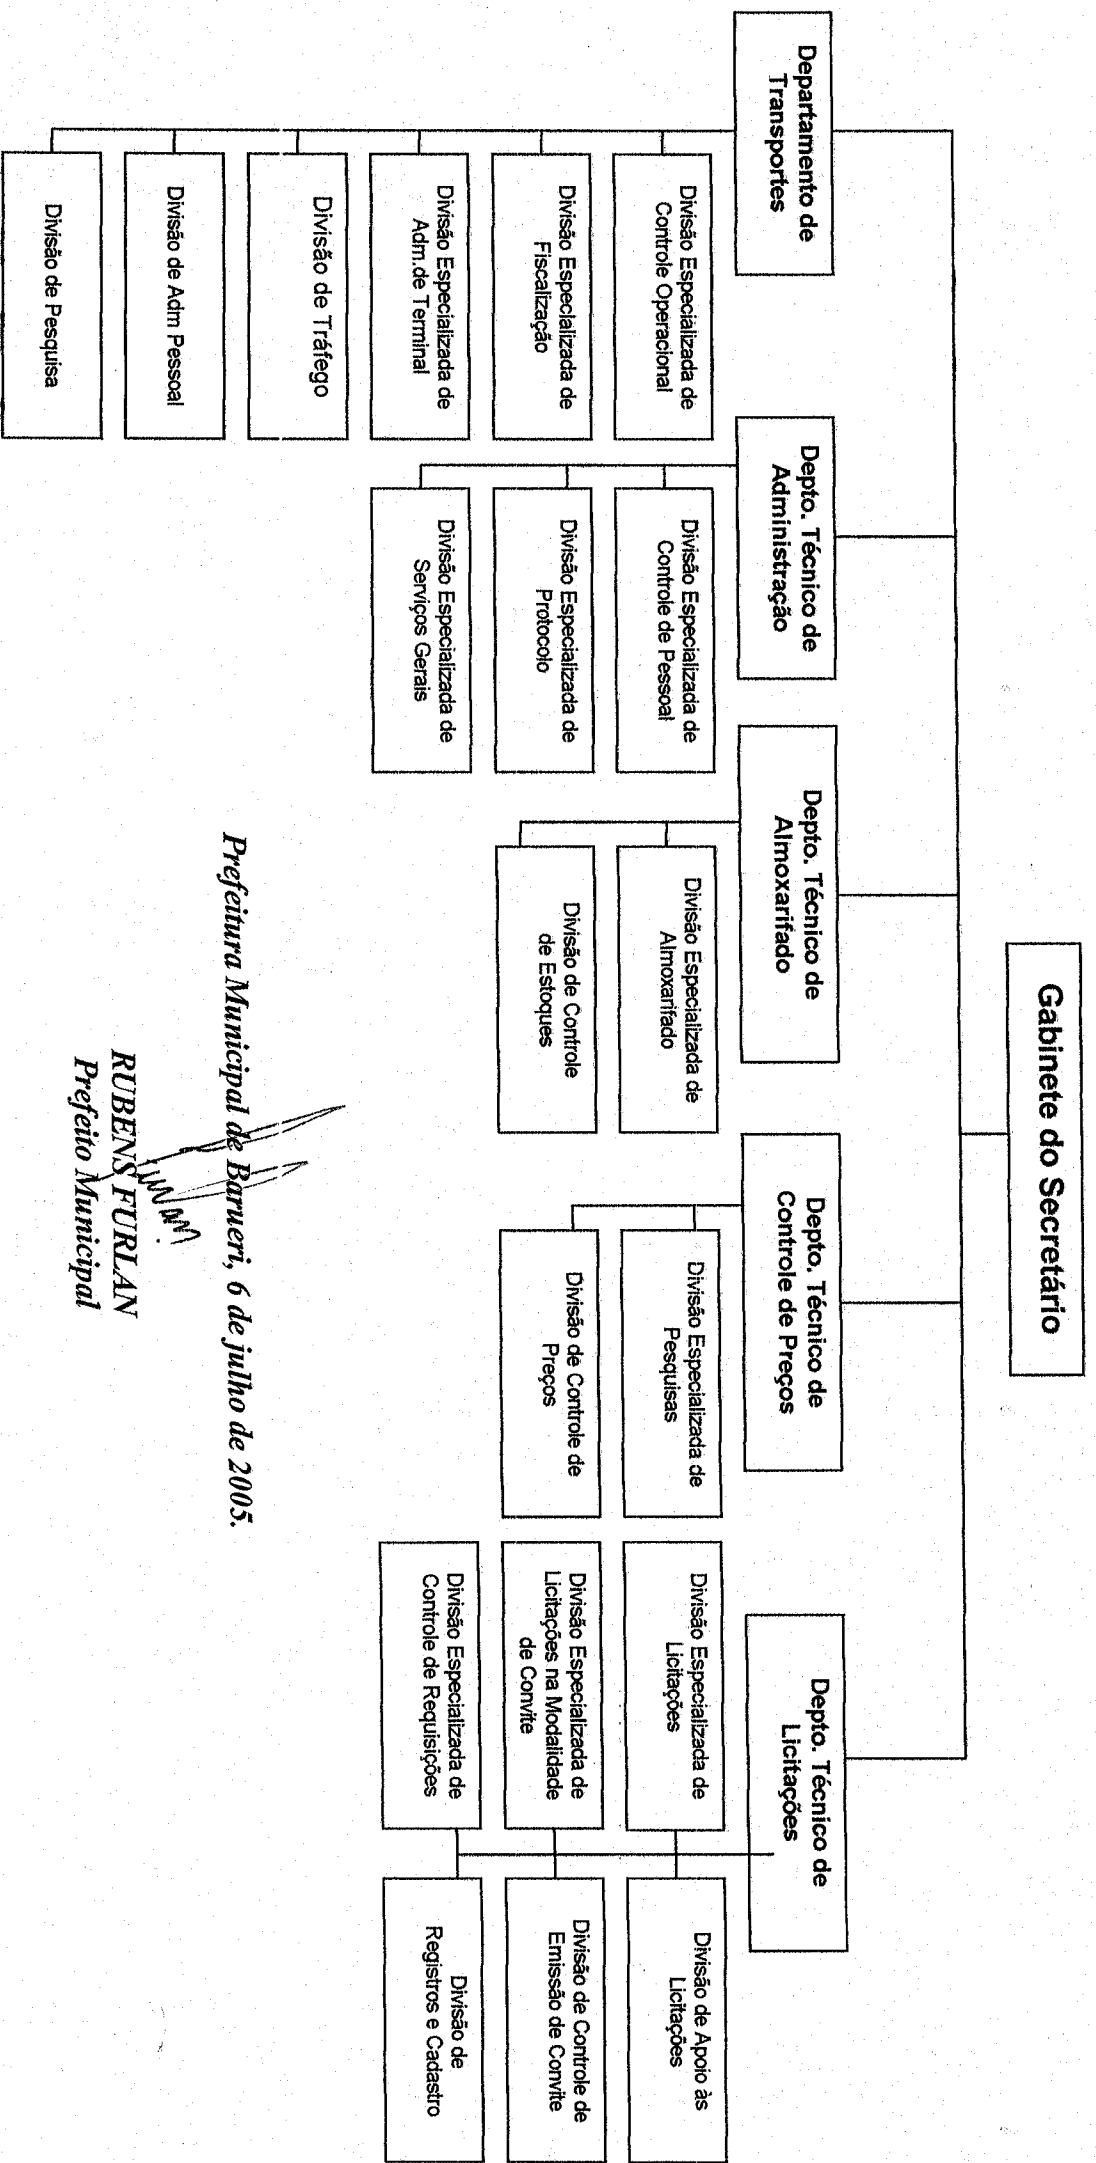 Gabinete do Secretário
Departamento de
Transportes
Divisão Especializada de
Controle Operacional
Divisão Especializada de
Fiscalização
Divisão Especializada de
Adm.de Terminal
Divisão de Tráfego
Divisão de Adm Pessoal
Divisão de Pesquisa
Depto. Técnico de
Administração
Divisão Especializada de
Controle de Pessoal
Divisão Especializada de
Protocolo
Divisão Especializada de
Serviços Gerais
Depto. Técnico de
Almoxarifado
Divisão Especializada de
Almoxarifado
Divisão de Controle
de Estoques
Depto. Técnico de
Controle de Preços
Divisão Especializada de
Pesquisas
Divisão de Controle de
Preços
Depto. Técnico de
Licitações
Divisão Especializada de
Licitações
Divisão Especializada de
Licitações na Modalidade
de Convite
Divisão Especializada de
Controle de Requisições
Divisão de Apoio às
Licitações
Divisão de Controle de
Emissão de Convite
Divisão de
Registros e Cadastro
Prefeitura Municipal de Barueri, 6 de julho de 2005.
RUBENS FURLAN
Prefeito Municipal